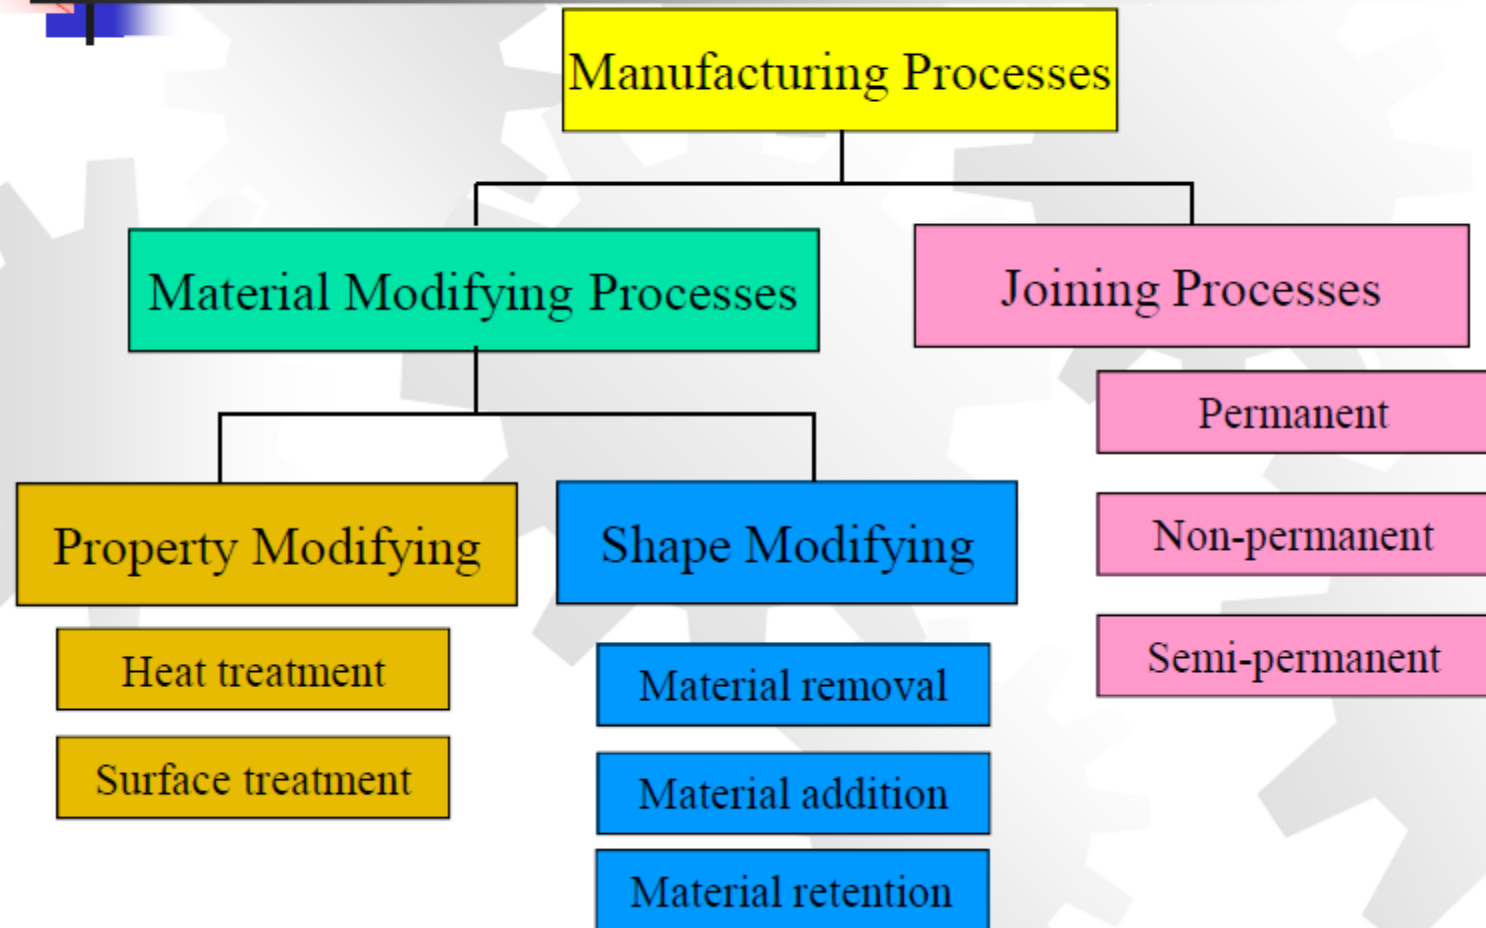 Manufacturing Processes
Material Modifying Processes
Joining Processes
Permanent
Non-permanent
Semi-permanent
Property Modifying
Shape Modifying
Heat treatment
Surface treatment
Material removal
Material addition
Material retention